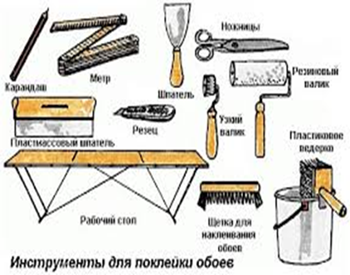 Ножницы
Карандаш
Метр
Шпатель
Резиновый
валик
Пластмассовый шпатель
Резец
Узкий
валик
Пластиковое
ведерко
Рабочий стол
Щетка для
наклеивания
обоев
Инструменты для поклейки обоев